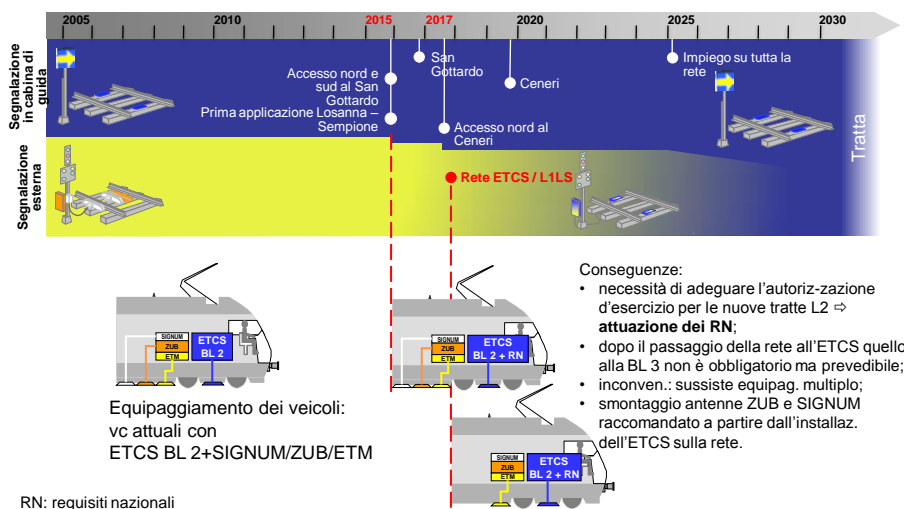 2005 2010 2015 2017 2020 2025 2030
Segnalazione
in cabina di
guida
Accesso nord e
sud al San
Gottardo
Prima applicazione Losanna –
Sempione
San
Gottardo
Accesso nord al
Ceneri
Ceneri
Impiego su tutta la
rete
Tratta
Segnalazione
esterna
Rete ETCS / L1LS
SIGNUM
ZUB
ETM
ETCS
BL 2
SIGNUM
ZUB
ETM
ETCS
BL 2 + RN
SIGNUM
ZUB
ETM
ETCS
BL 2 + RN
Equipaggiamento dei veicoli:
vc attuali con
ETCS BL 2+SIGNUM/ZUB/ETM
Conseguenze:
• necessità di adeguare l'autoriz-zazione
d'esercizio per le nuove tratte L2 ⇨
attuazione dei RN;
• dopo il passaggio della rete all'ETCS quello
alla BL 3 non è obbligatorio ma prevedibile;
• inconven.: sussiste equipag. multiplo;
• smontaggio antenne ZUB e SIGNUM
raccomandato a partire dall'installaz.
dell'ETCS sulla rete.
RN: requisiti nazionali